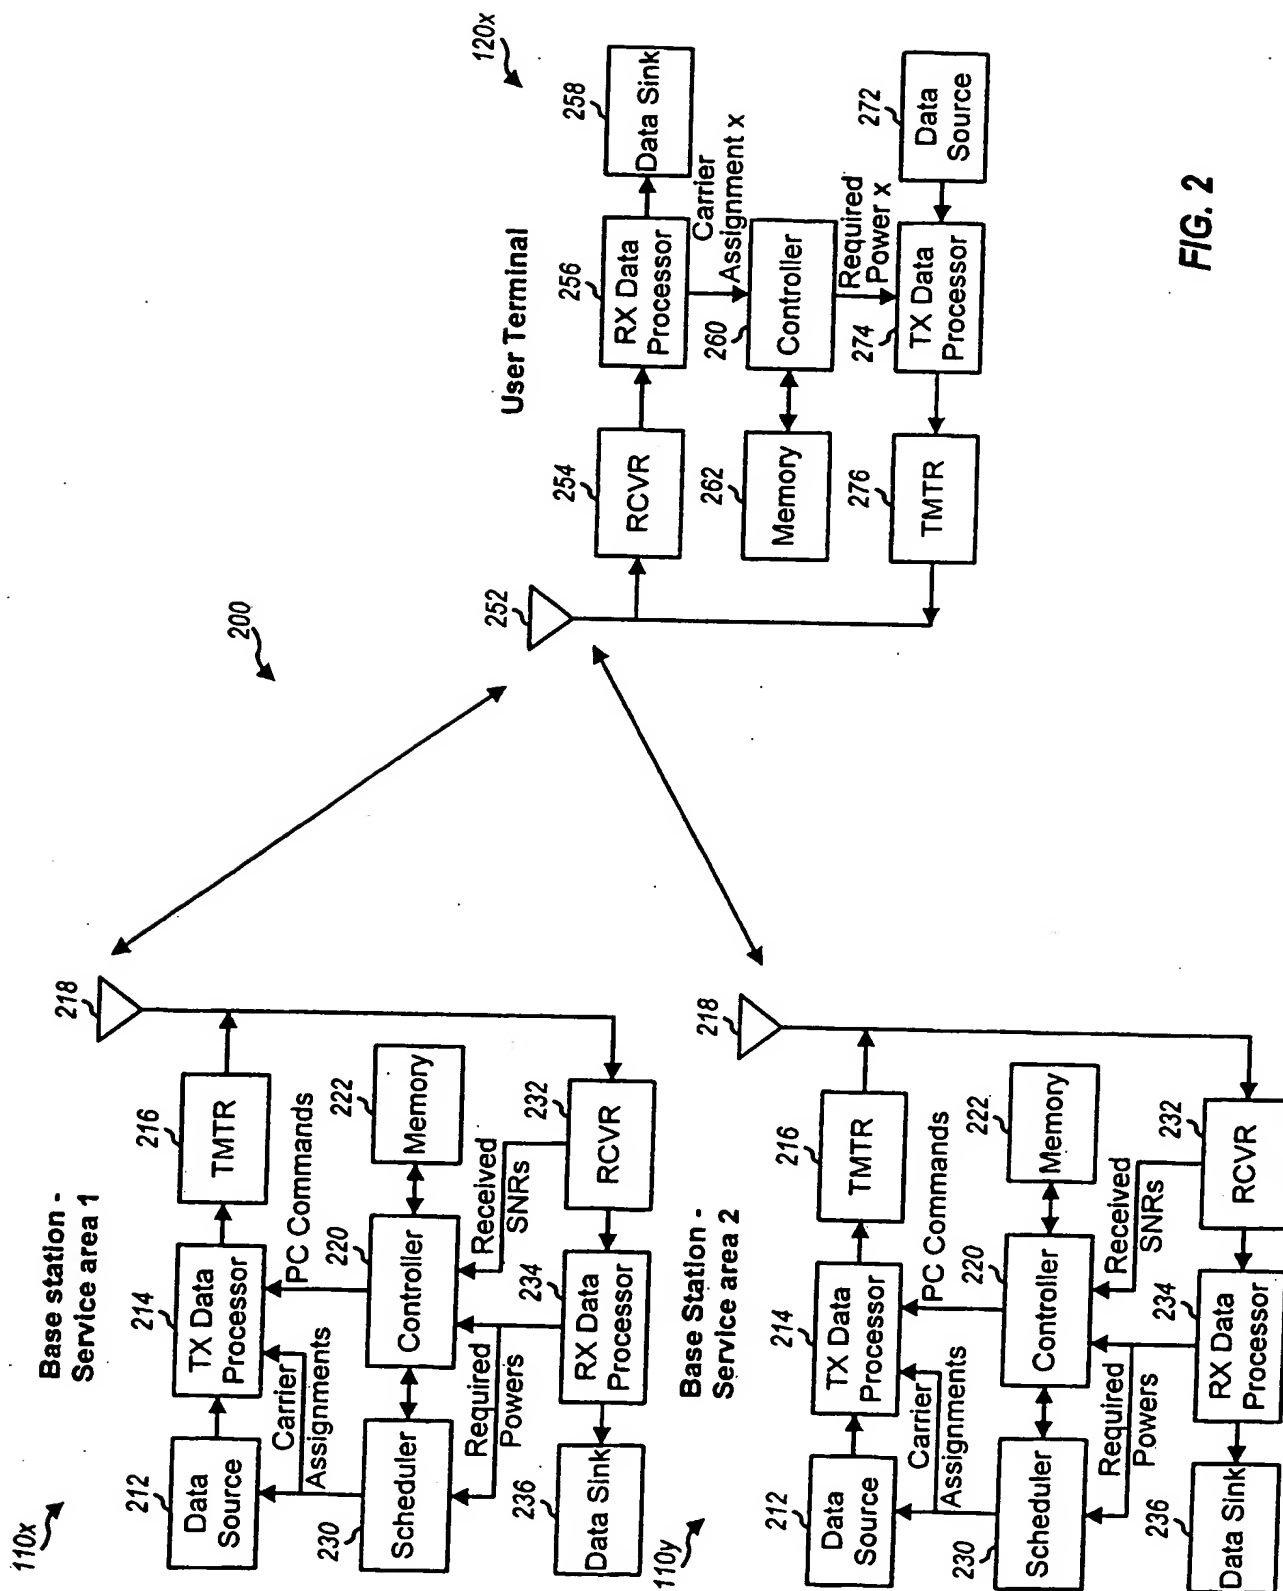 110x
Base station -
Service area 1
212
Data
Source
214
TX Data
Processor
216
TMTR
218
Carrier
Assignments
PC Commands
230
Scheduler
220
Controller
222
Memory
Required
Powers
Received
SNRs
236
Data Sink
234
RX Data
Processor
232
RCVR
110y
Base Station -
Service area 2
212
Data
Source
214
TX Data
Processor
216
TMTR
218
Carrier
Assignments
PC Commands
230
Scheduler
220
Controller
222
Memory
Required
Powers
Received
SNRs
236
Data Sink
234
RX Data
Processor
232
RCVR
200
120x
User Terminal
252
254
RCVR
256
RX Data
Processor
258
Data Sink
Carrier
Assignment x
262
Memory
260
Controller
Required
Power x
276
TMTR
274
TX Data
Processor
272
Data
Source
FIG. 2